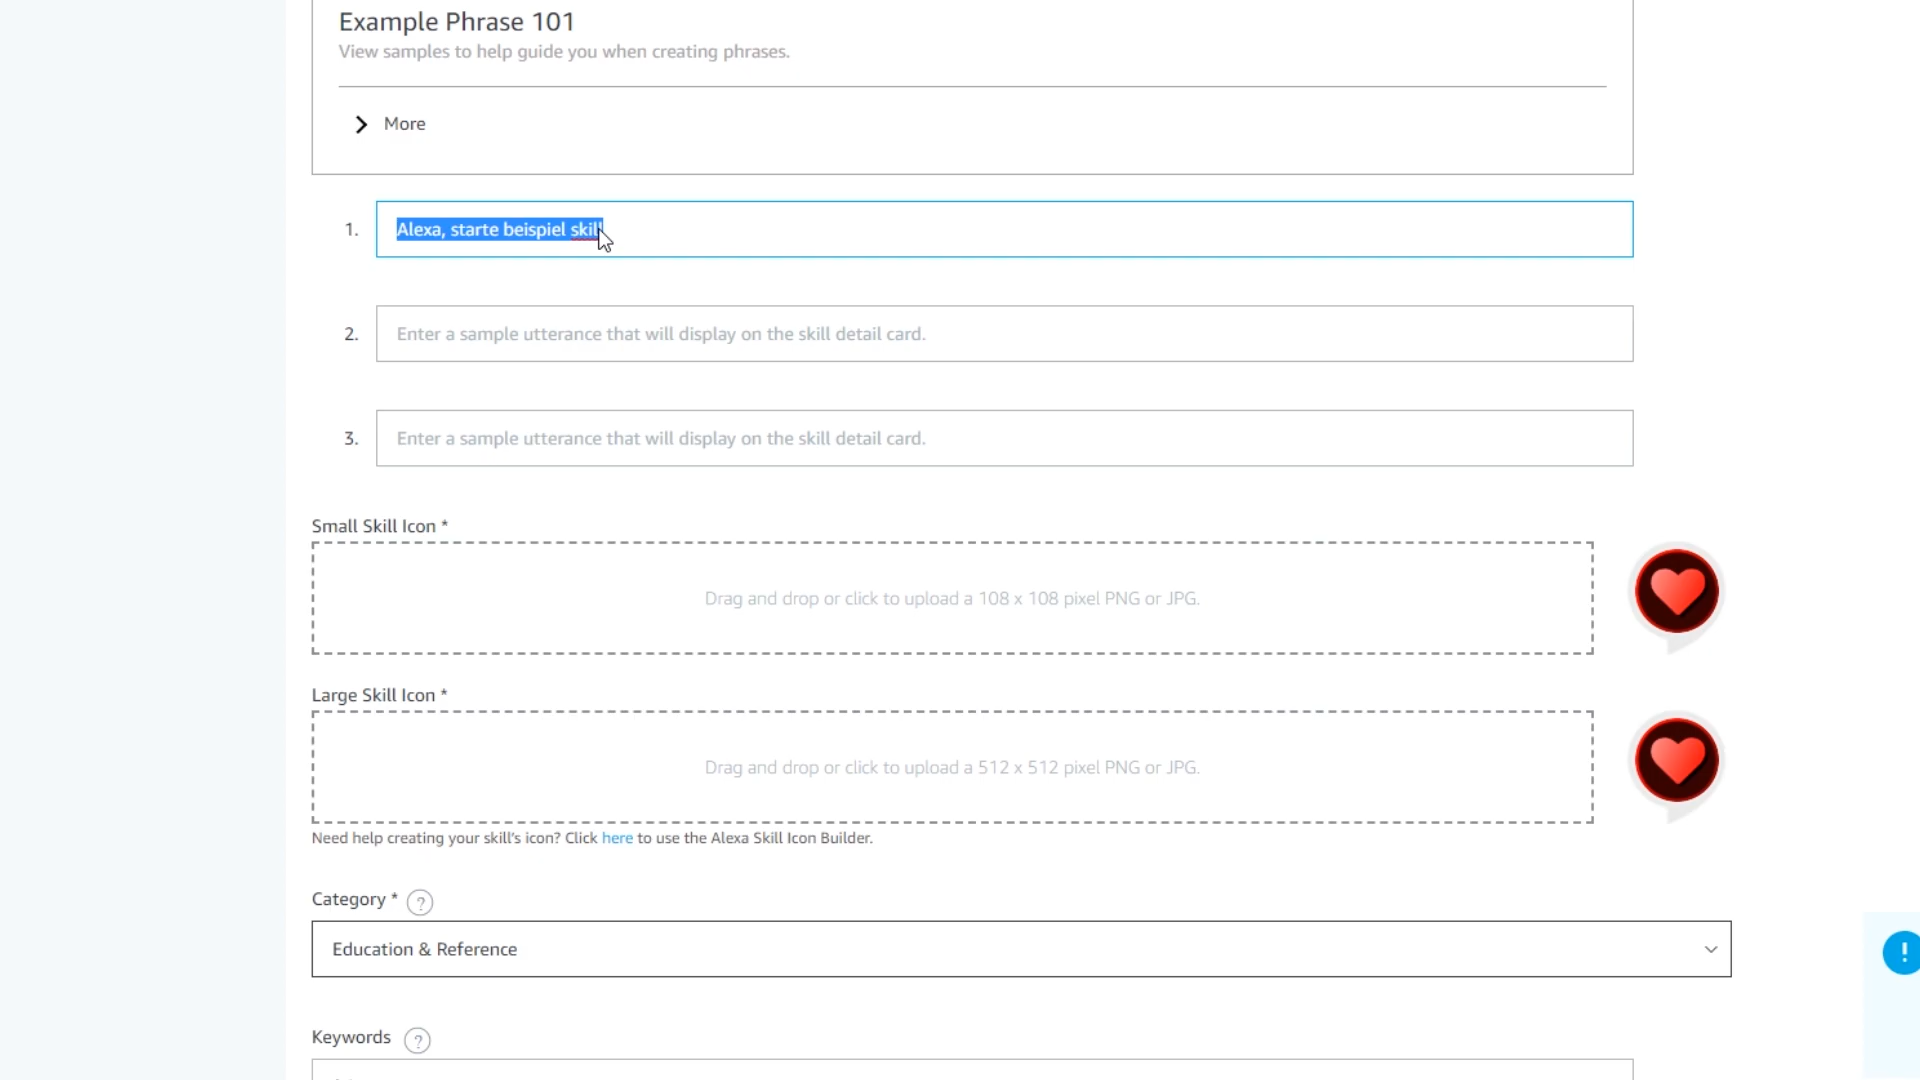 Example Phrase 101
View samples to help guide you when creating phrases.
More
1. Alexa, starte beispiel skill
2. Enter a sample utterance that will display on the skill detail card.
3. Enter a sample utterance that will display on the skill detail card.
Small Skill Icon *
Drag and drop or click to upload a 108 x 108 pixel PNG or JPG.
Large Skill Icon *
Drag and drop or click to upload a 512 x 512 pixel PNG or JPG.
Need help creating your skill's icon? Click here to use the Alexa Skill Icon Builder.
Category * ?
Education & Reference
!
Keywords ?